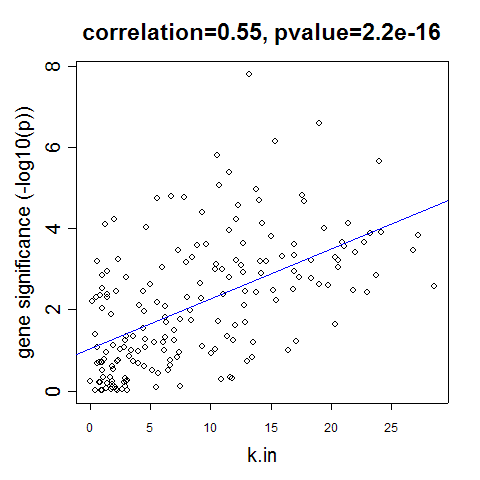 correlation=0.55, pvalue=2.2e-16
gene significance (-log10(p))
8
6
4
2
0
0 5 10 15 20 25
k.in